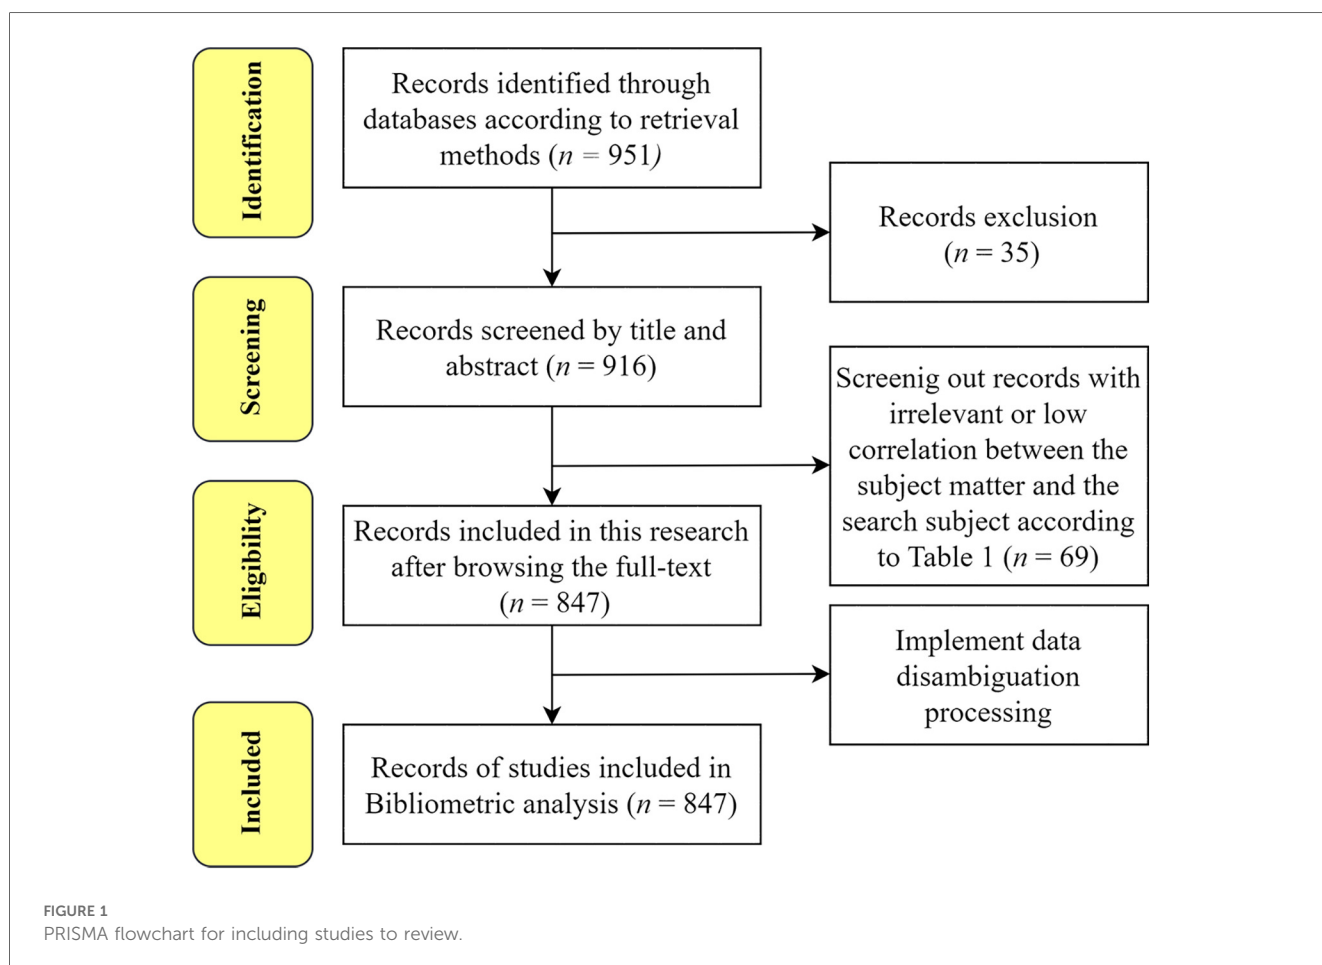 Identification
Records identified through
databases according to retrieval
methods (n = 951)
Records exclusion
(n = 35)
Screening
Records screened by title and
abstract (n = 916)
Screenig out records with
irrelevant or low
correlation between the
subject matter and the
search subject according
to Table 1 (n = 69)
Eligibility
Records included in this research
after browsing the full-text
(n = 847)
Implement data
disambiguation
processing
Included
Records of studies included in
Bibliometric analysis (n = 847)
FIGURE 1
PRISMA flowchart for including studies to review.